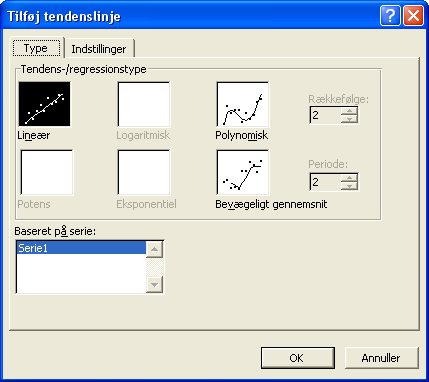 Tilføj tendenslinje
Type
Indstillinger
Tendens-/regressionstype
Lineær
Logaritmisk
Polynomisk
Rækkefølge:
2
Potens
Eksponentiel
Bevægeligt gennemsnit
Periode:
2
Baseret på serie:
Serie1
OK
Annuller